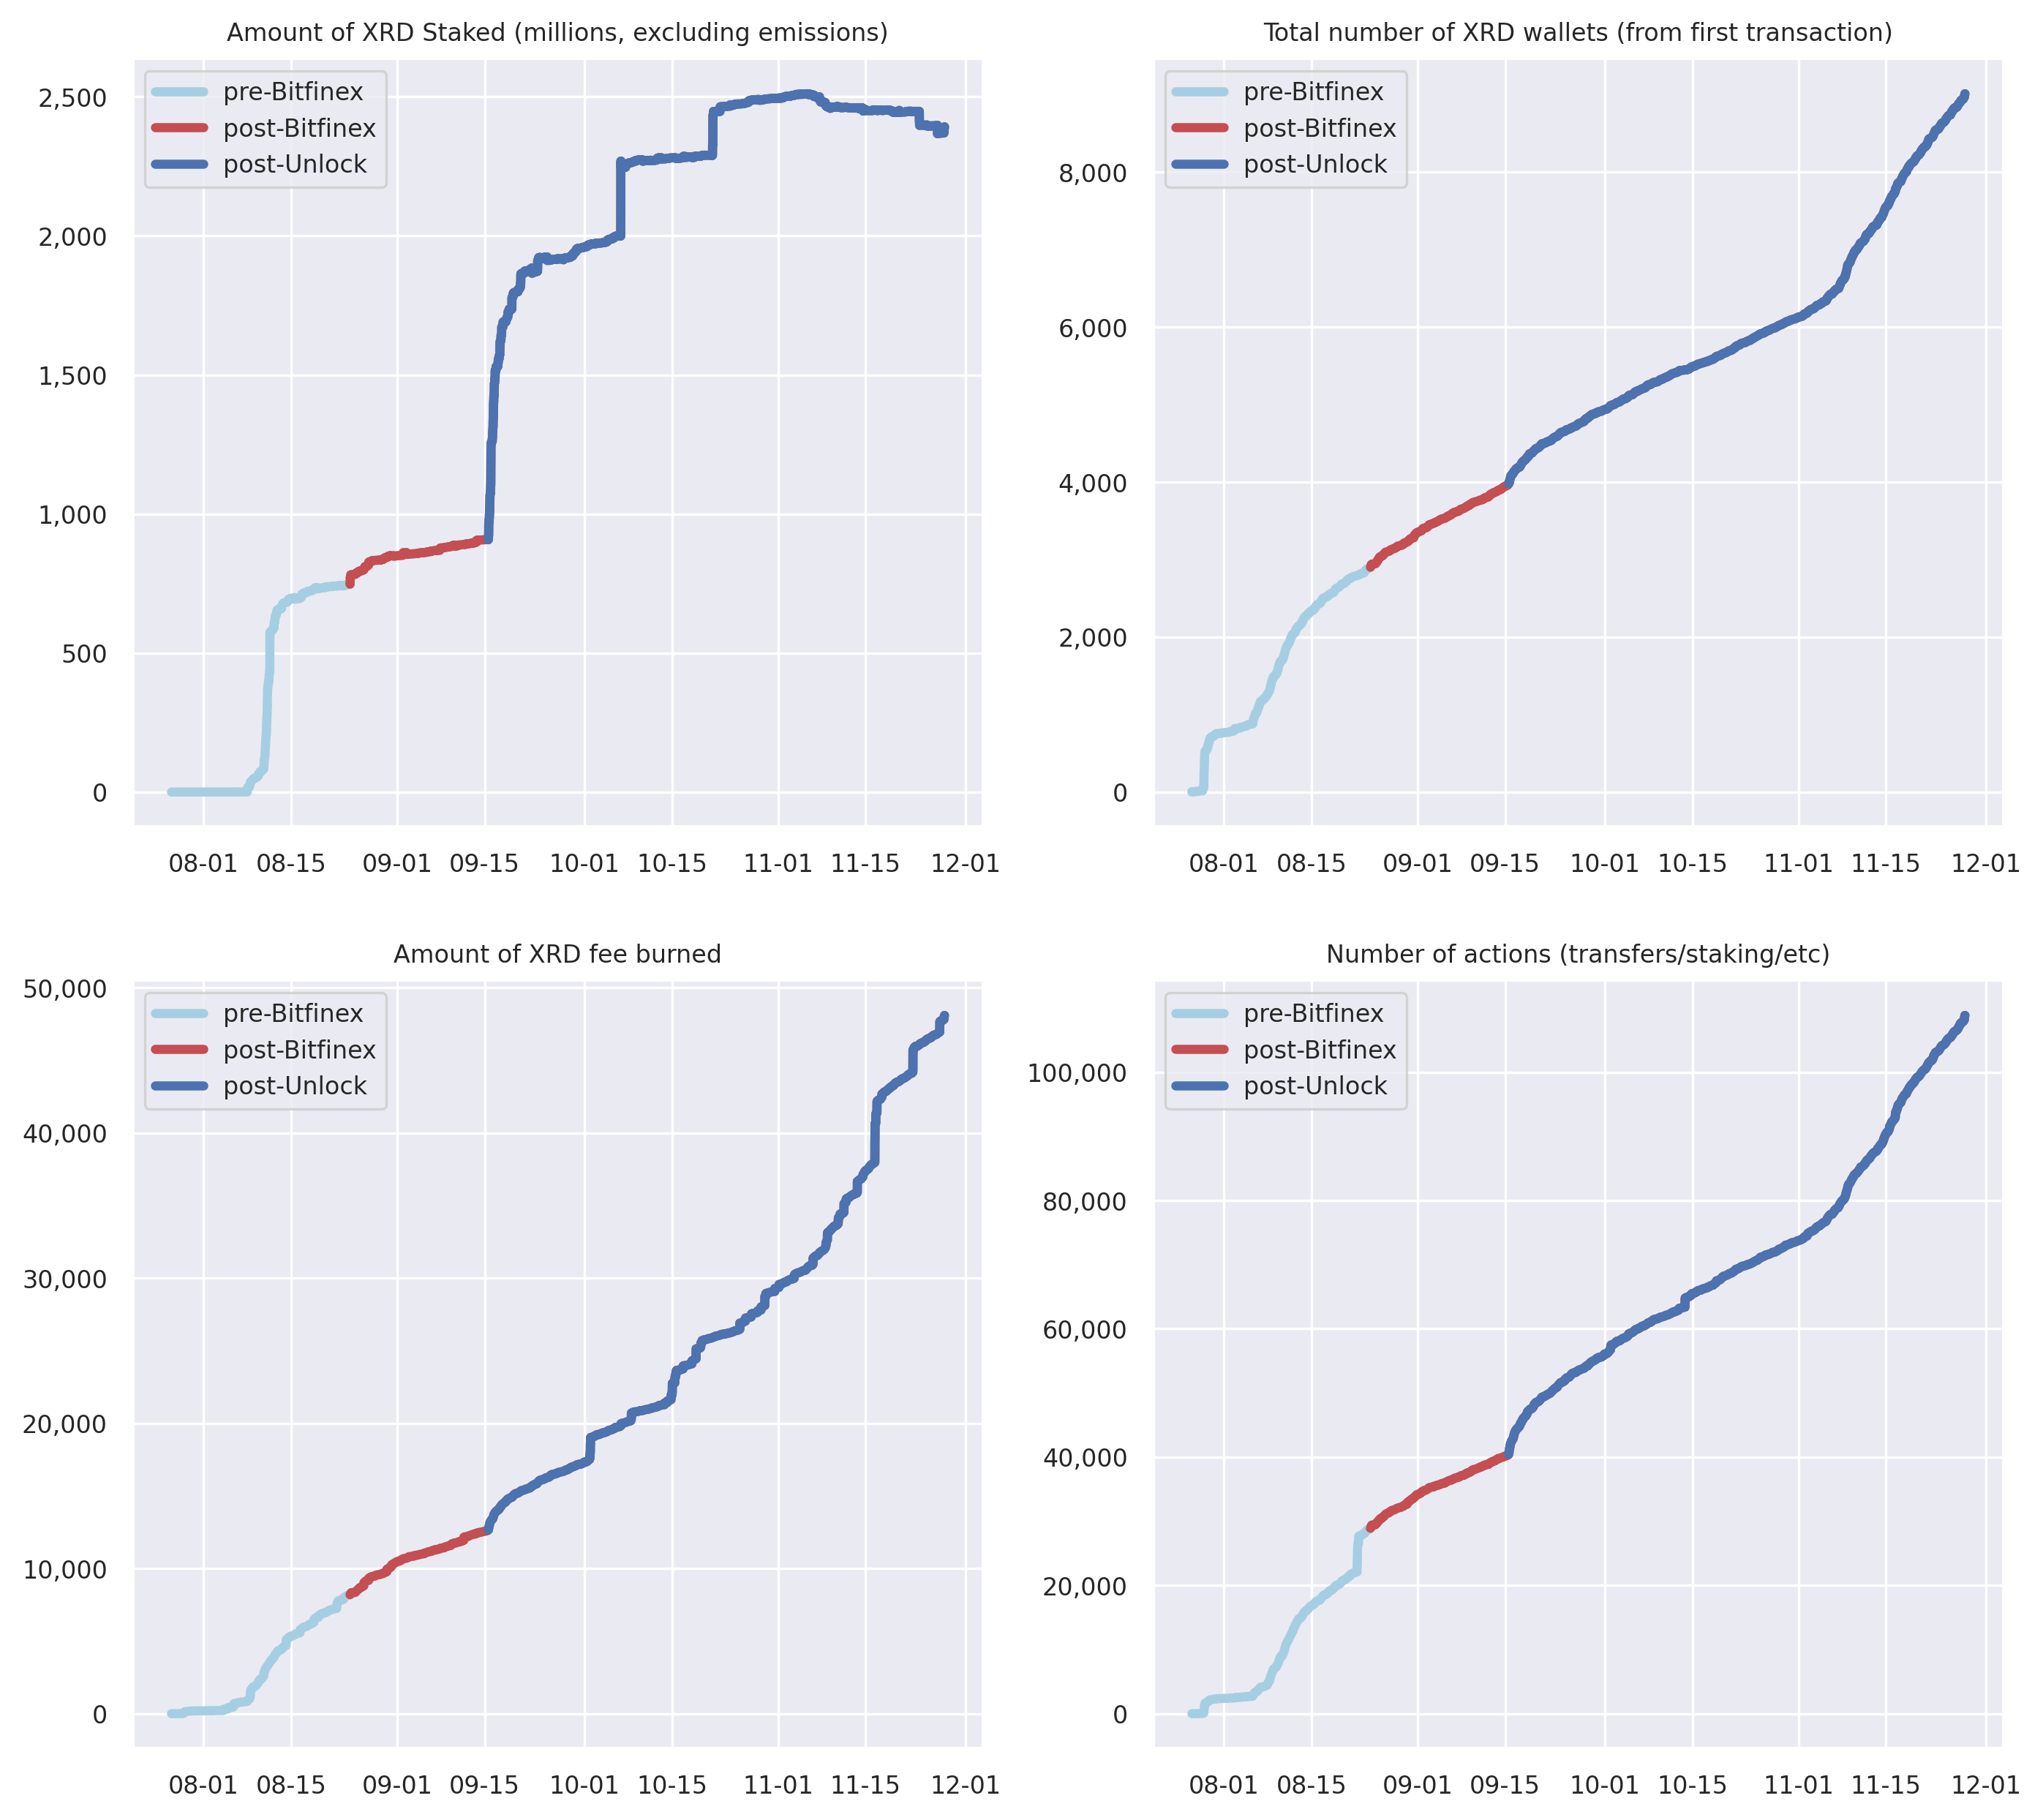 Amount of XRD Staked (millions, excluding emissions)
pre-Bitfinex
post-Bitfinex
post-Unlock
2,500
2,000
1,500
1,000
500
0
08-01 08-15 09-01 09-15 10-01 10-15 11-01 11-15 12-01
Total number of XRD wallets (from first transaction)
pre-Bitfinex
post-Bitfinex
post-Unlock
8,000
6,000
4,000
2,000
0
08-01 08-15 09-01 09-15 10-01 10-15 11-01 11-15 12-01
Amount of XRD fee burned
pre-Bitfinex
post-Bitfinex
post-Unlock
50,000
40,000
30,000
20,000
10,000
0
08-01 08-15 09-01 09-15 10-01 10-15 11-01 11-15 12-01
Number of actions (transfers/staking/etc)
pre-Bitfinex
post-Bitfinex
post-Unlock
100,000
80,000
60,000
40,000
20,000
0
08-01 08-15 09-01 09-15 10-01 10-15 11-01 11-15 12-01